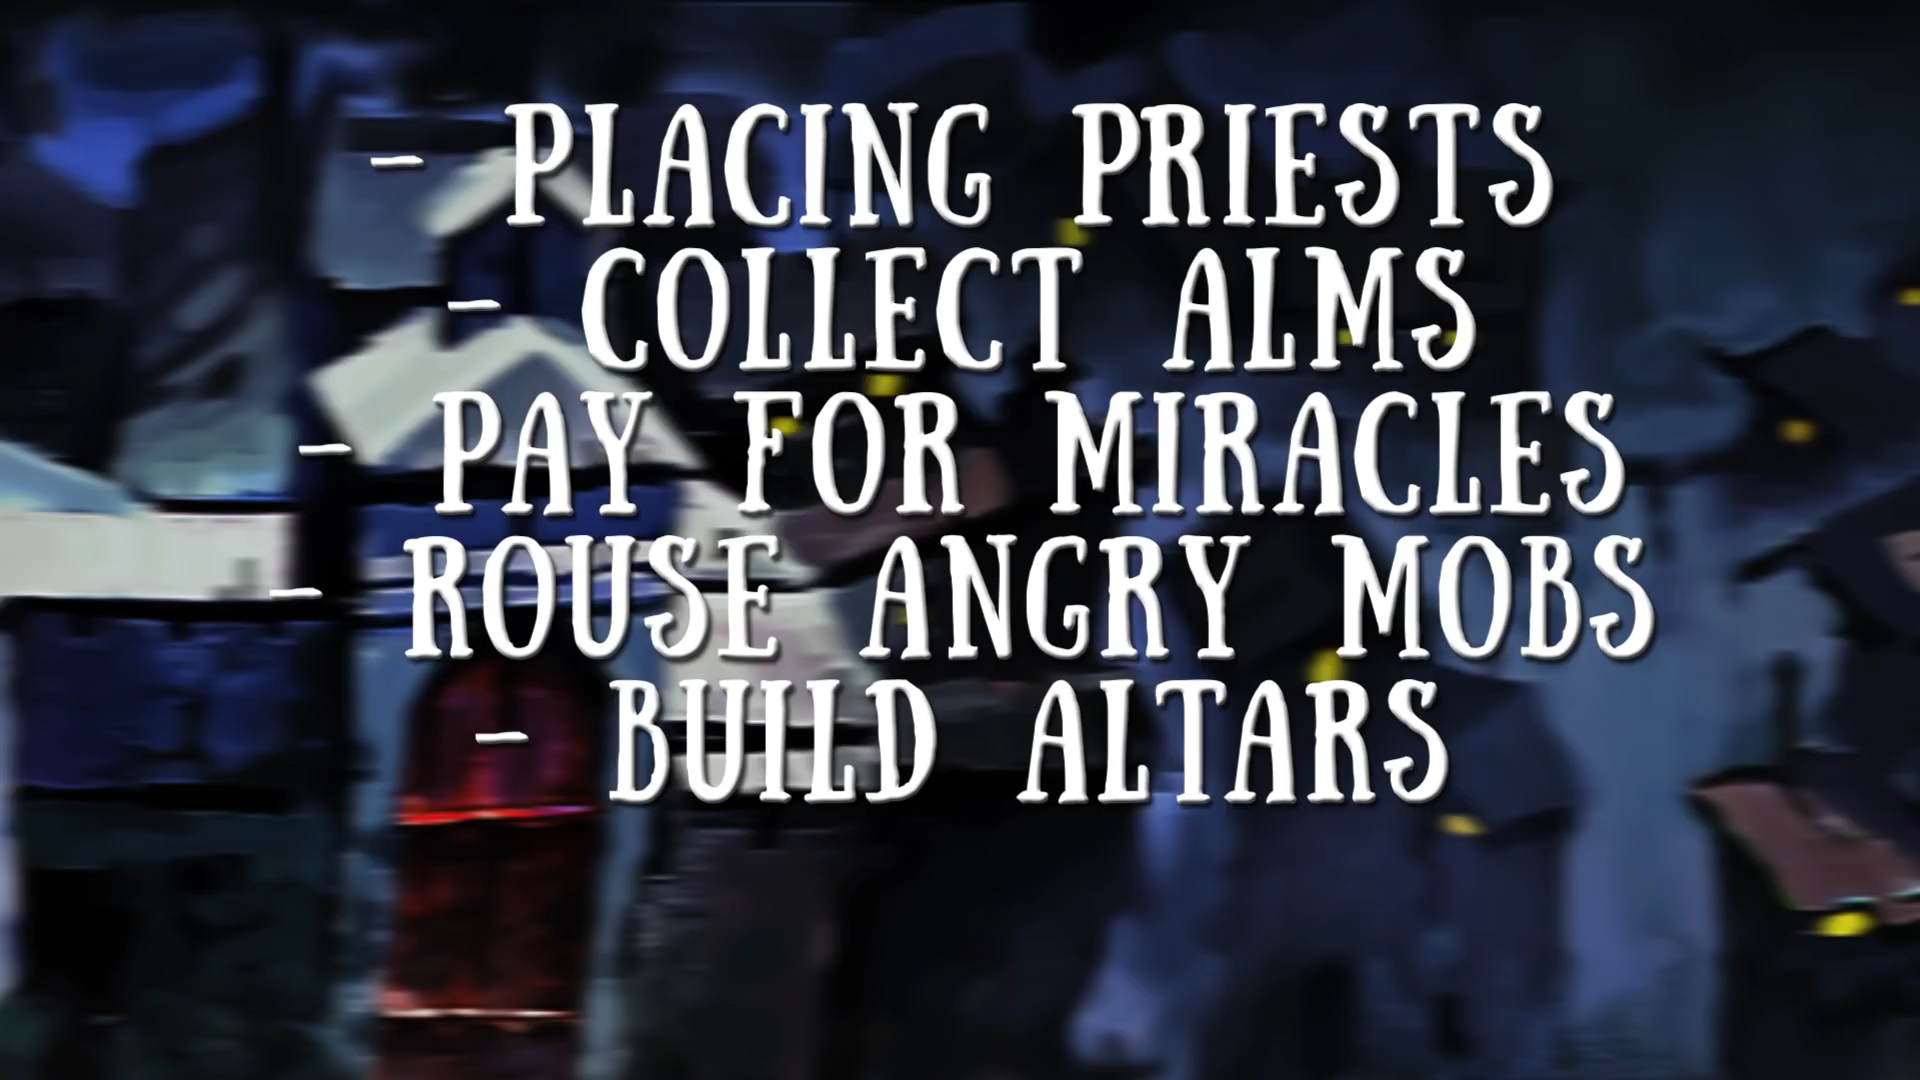 - PLACING PRIESTS
- COLLECT ALMS
- PAY FOR MIRACLES
- ROUSE ANGRY MOBS
- BUILD ALTARS